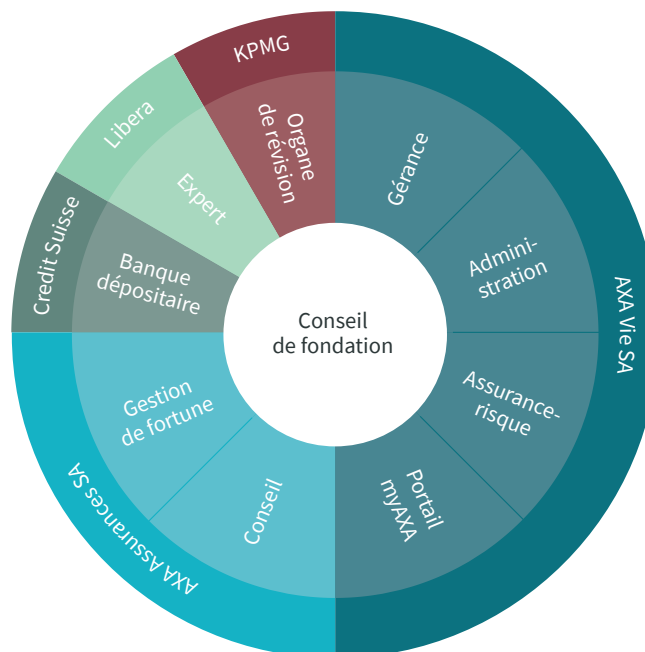 KPMG
Organe
de révision
Libera
Expert
Credit Suisse
Banque
dépositaire
Gérance
Admini-
stration
AXA Vie SA
Assurance-
risque
Portail
myAXA
Conseil
de fondation
Gestion
de fortune
Conseil
AXA Assurances SA